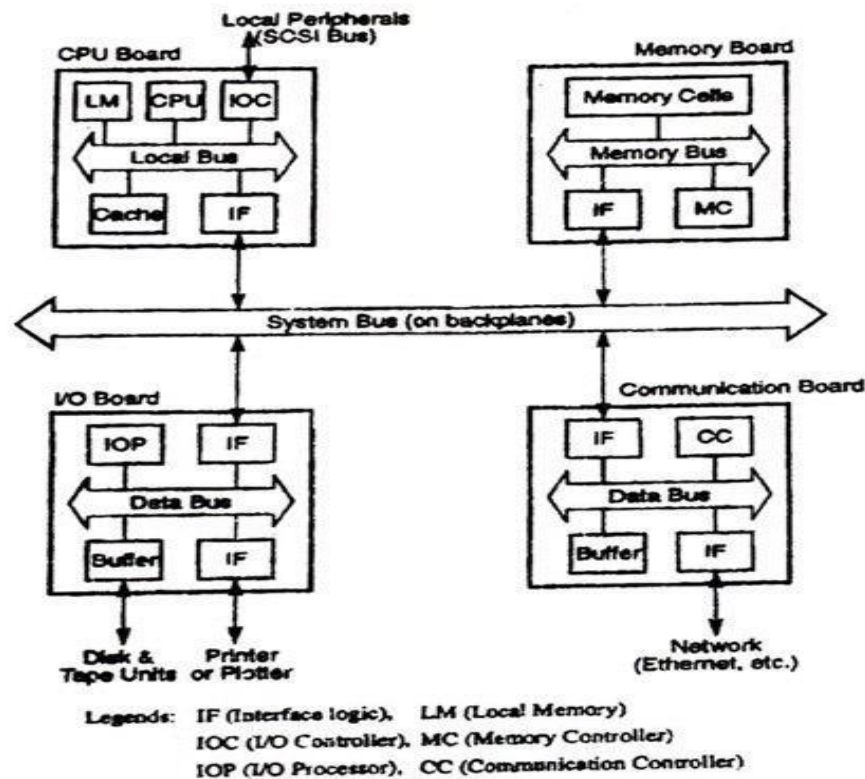 Local Peripherals
(SCSI Bus)
CPU Board
LM CPU IOC
Local Bus
Cache IF
Memory Board
Memory Cells
Memory Bus
IF MC
System Bus (on backplanes)
I/O Board
IOP IF
Data Bus
Buffer IF
Disk & Tape Units
Printer or Plotter
Communication Board
IF CC
Data Bus
Buffer IF
Network
(Ethernet, etc.)
Legends: IF (Interface logic), LM (Local Memory)
IOC (I/O Controller), MC (Memory Controller)
IOP (I/O Processor), CC (Communication Controller)